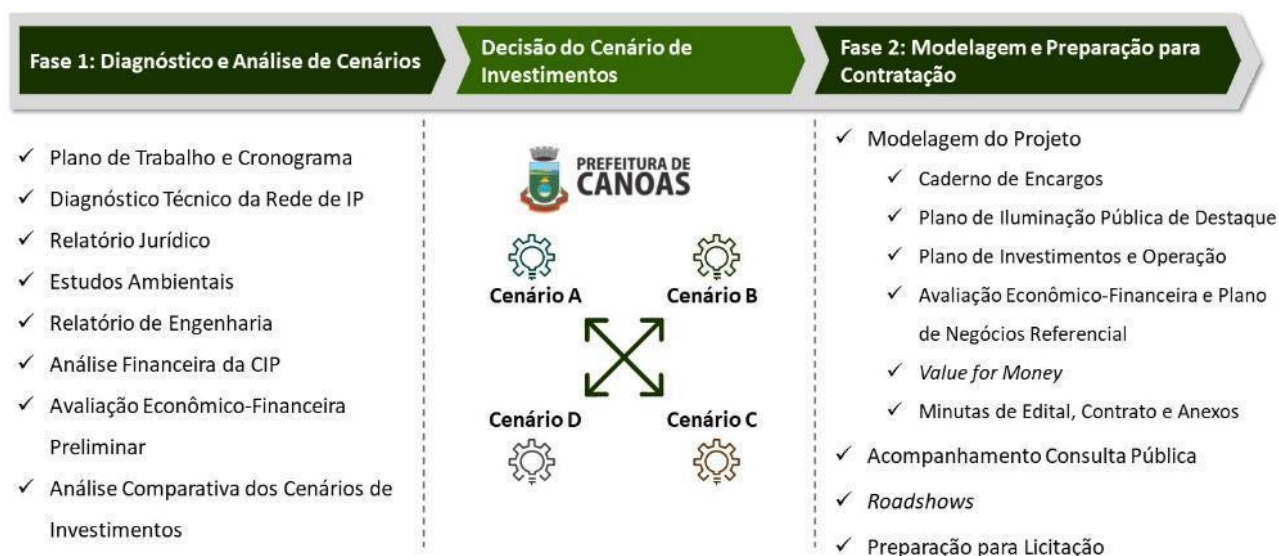 Fase 1: Diagnóstico e Análise de Cenários
Decisão do Cenário de
Investimentos
Fase 2: Modelagem e Preparação para
Contratação
✓ Plano de Trabalho e Cronograma
✓ Diagnóstico Técnico da Rede de IP
✓ Relatório Jurídico
✓ Estudos Ambientais
✓ Relatório de Engenharia
✓ Análise Financeira da CIP
✓ Avaliação Econômico-Financeira
Preliminar
✓ Análise Comparativa dos Cenários de
Investimentos
PREFEITURA DE
CANOAS
Cenário A
Cenário B
Cenário D
Cenário C
✓ Modelagem do Projeto
✓ Caderno de Encargos
✓ Plano de Iluminação Pública de Destaque
✓ Plano de Investimentos e Operação
✓ Avaliação Econômico-Financeira e Plano
de Negócios Referencial
✓ Value for Money
✓ Minutas de Edital, Contrato e Anexos
✓ Acompanhamento Consulta Pública
✓ Roadshows
✓ Preparação para Licitação